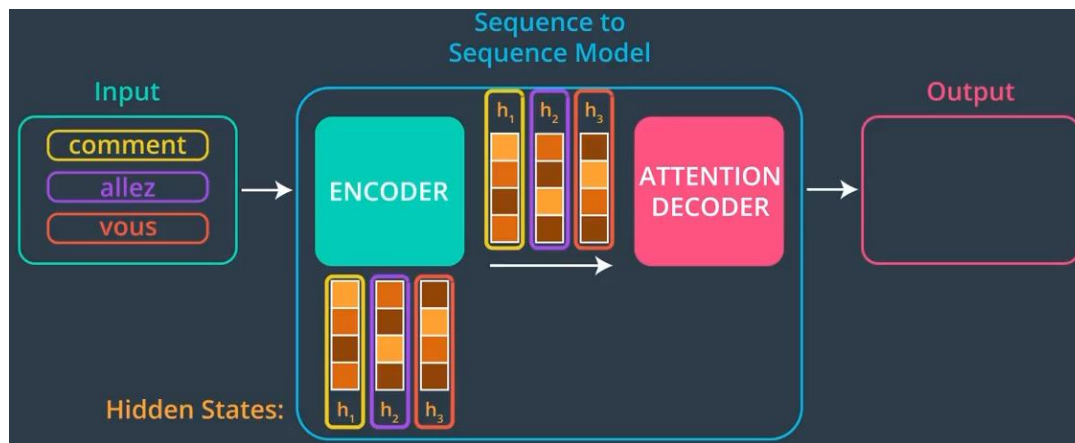 Sequence to
Sequence Model
Input
Output
comment
allez
vous
ENCODER
h₁ h₂ h₃
ATTENTION
DECODER
Hidden States:
h₁ h₂ h₃